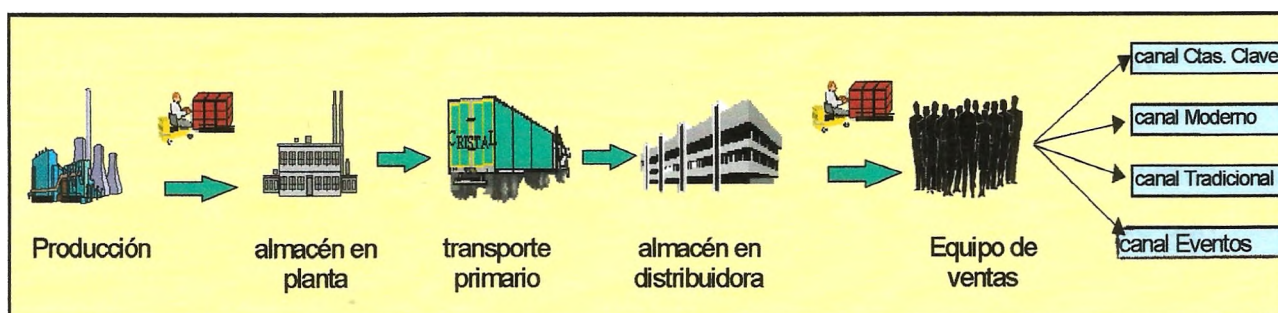 canal Ctas. Clave
canal Moderno
canal Tradicional
canal Eventos
CRISTAL
Producción
almacén en
planta
transporte
primario
almacén en
distribuidora
Equipo de
ventas